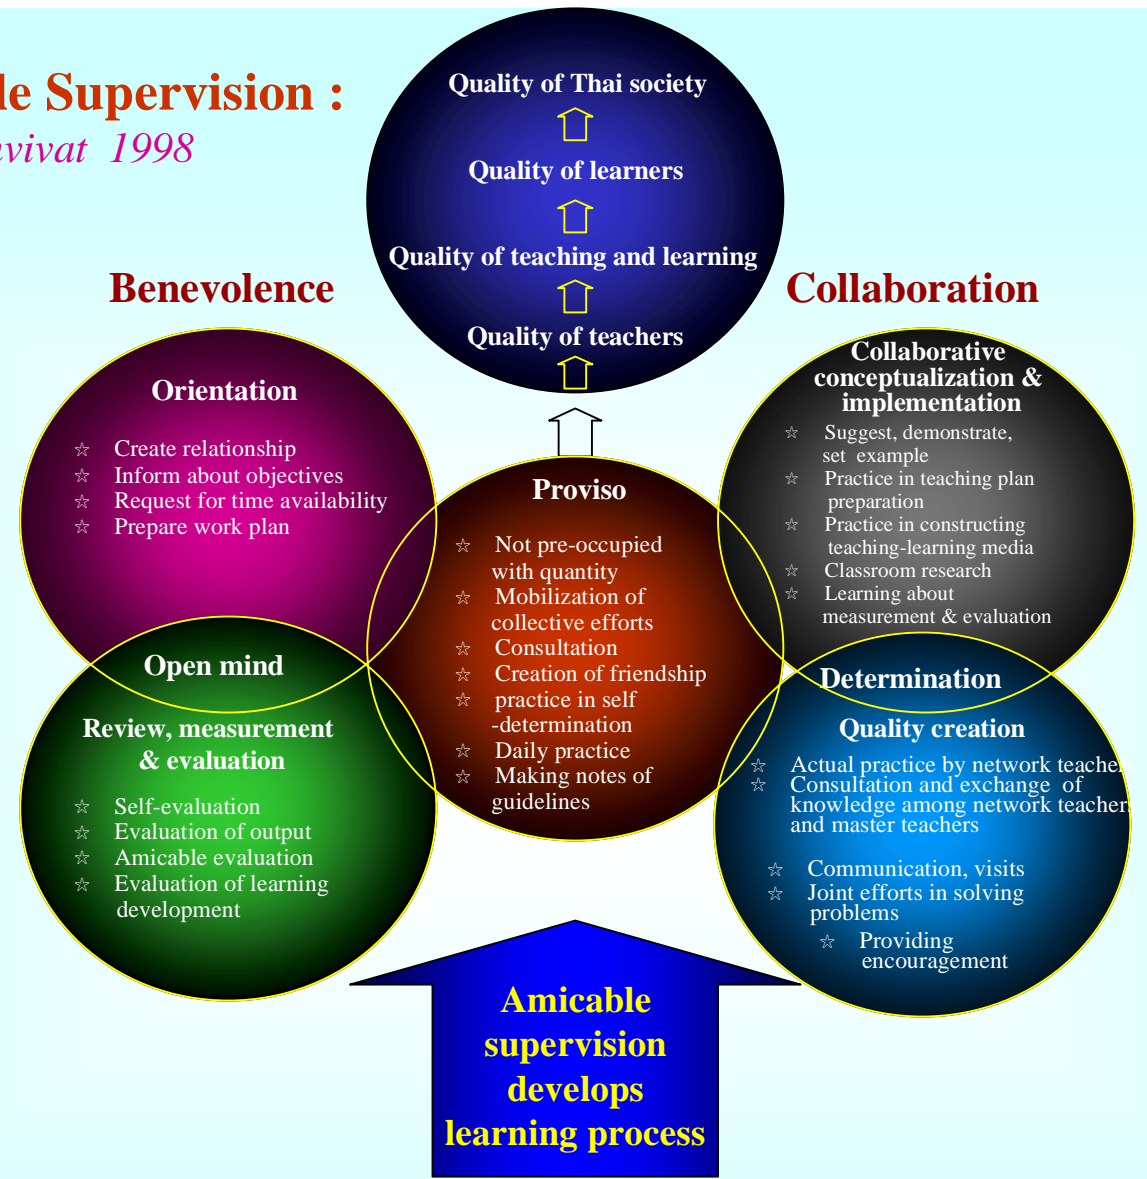 le Supervision :
nvivat 1998
Quality of Thai society
Quality of learners
Quality of teaching and learning
Quality of teachers
Benevolence
Orientation
☆ Create relationship
☆ Inform about objectives
☆ Request for time availability
☆ Prepare work plan
Open mind
Review, measurement
& evaluation
☆ Self-evaluation
☆ Evaluation of output
☆ Amicable evaluation
☆ Evaluation of learning
development
Proviso
☆ Not pre-occupied
with quantity
☆ Mobilization of
collective efforts
☆ Consultation
☆ Creation of friendship
☆ practice in self
-determination
☆ Daily practice
☆ Making notes of
guidelines
Collaboration
Collaborative
conceptualization &
implementation
☆ Suggest, demonstrate,
set example
☆ Practice in teaching plan
preparation
☆ Practice in constructing
teaching-learning media
☆ Classroom research
☆ Learning about
measurement & evaluation
Determination
Quality creation
☆ Actual practice by network teachers
☆ Consultation and exchange of
knowledge among network teachers
and master teachers
☆ Communication, visits
☆ Joint efforts in solving
problems
☆ Providing
encouragement
Amicable
supervision
develops
learning process